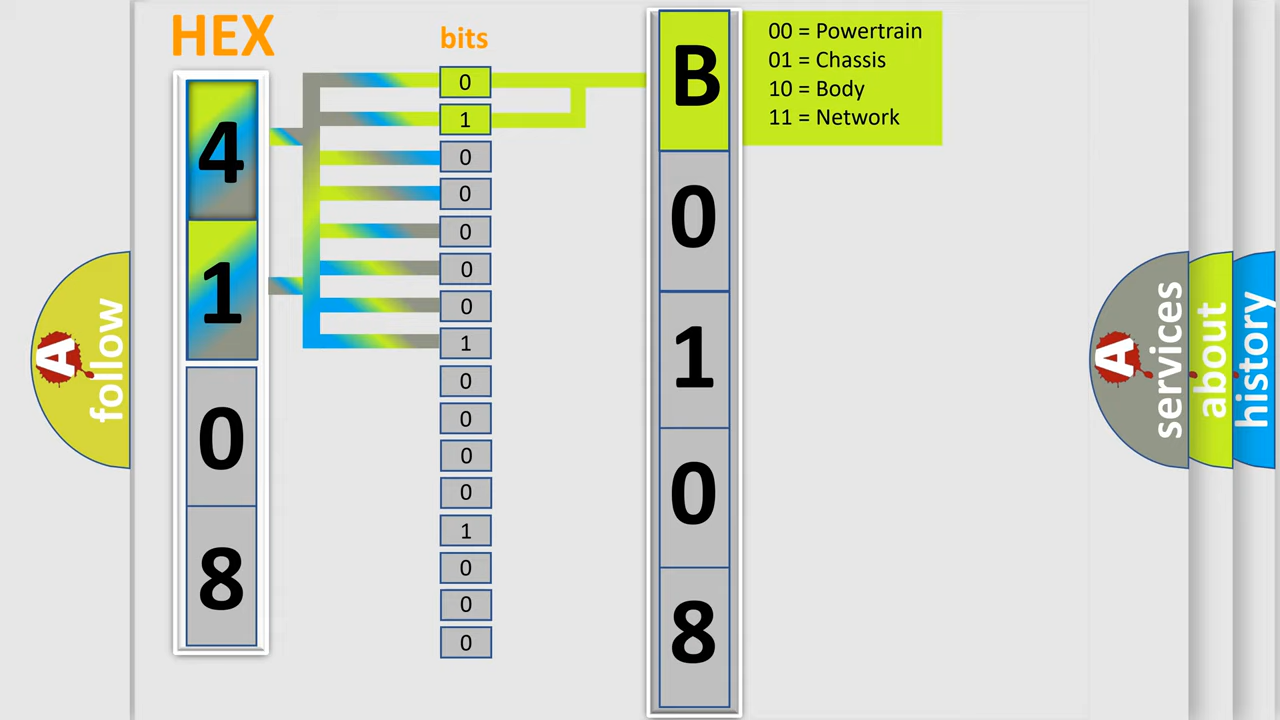 HEX
bits
4
1
0
8
0
1
0
0
0
0
0
1
0
0
0
0
1
0
0
0
B
0
1
0
8
00 = Powertrain
01 = Chassis
10 = Body
11 = Network
A
follow
A
services
about
history